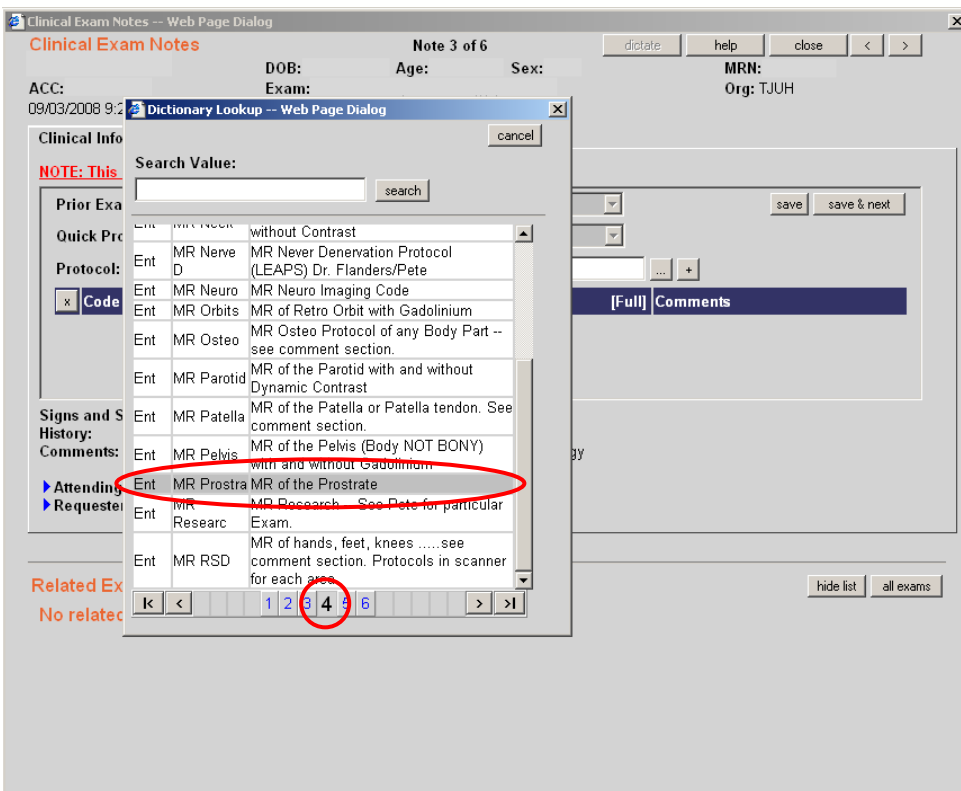 Clinical Exam Notes -- Web Page Dialog
Clinical Exam Notes Note 3 of 6 dictate help close < >
DOB: Age: Sex: MRN:
ACC: Exam: Org: TJUH
09/03/2008 9:2
Dictionary Lookup -- Web Page Dialog
cancel
Clinical Info
Search Value:
NOTE: This
search
Prior Exa save save & next
Quick Pro
Protocol: ... +
x Code [Full] Comments
without Contrast
Ent MR Nerve D MR Never Denervation Protocol
(LEAPS) Dr. Flanders/Pete
Ent MR Neuro MR Neuro Imaging Code
Ent MR Orbits MR of Retro Orbit with Gadolinium
Ent MR Osteo MR Osteo Protocol of any Body Part --
see comment section.
Ent MR Parotid MR of the Parotid with and without
Dynamic Contrast
Ent MR Patella MR of the Patella or Patella tendon. See
comment section.
Ent MR Pelvis MR of the Pelvis (Body NOT BONY)
with and without Gadolinium
Ent MR Prostra MR of the Prostrate
Ent MR Researc MR Research See Pete for particular
Exam.
Ent MR RSD MR of hands, feet, knees .....see
comment section. Protocols in scanner
for each area
|< < 1 2 3 4 5 6 > >|
Signs and S
History:
Comments: gy
Attending
Requester
Related Ex hide list all exams
No related